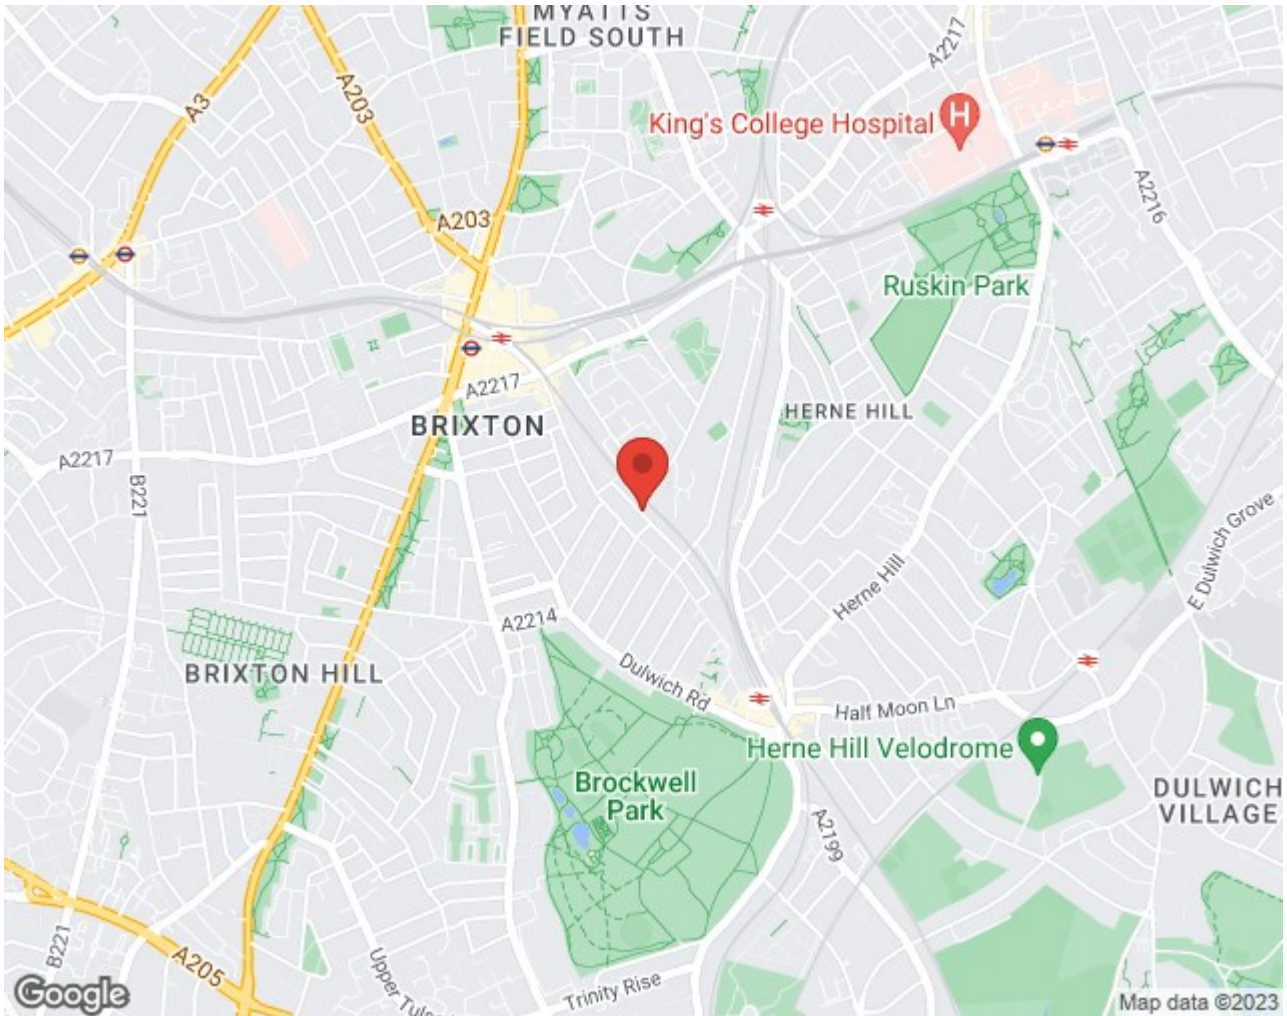 MYATTS
FIELD SOUTH
A2217
A3
A203
King's College Hospital
H
A2216
A203
Ruskin Park
A2217
HERNE HILL
BRIXTON
A2217
B221
E Dulwich Grove
Herne Hill
A2214
BRIXTON HILL
Dulwich Rd
Half Moon Ln
Herne Hill Velodrome
Brockwell
Park
DULWICH
VILLAGE
A2199
B221
A205
Upper Tulse
Trinity Rise
Google
Map data ©2023